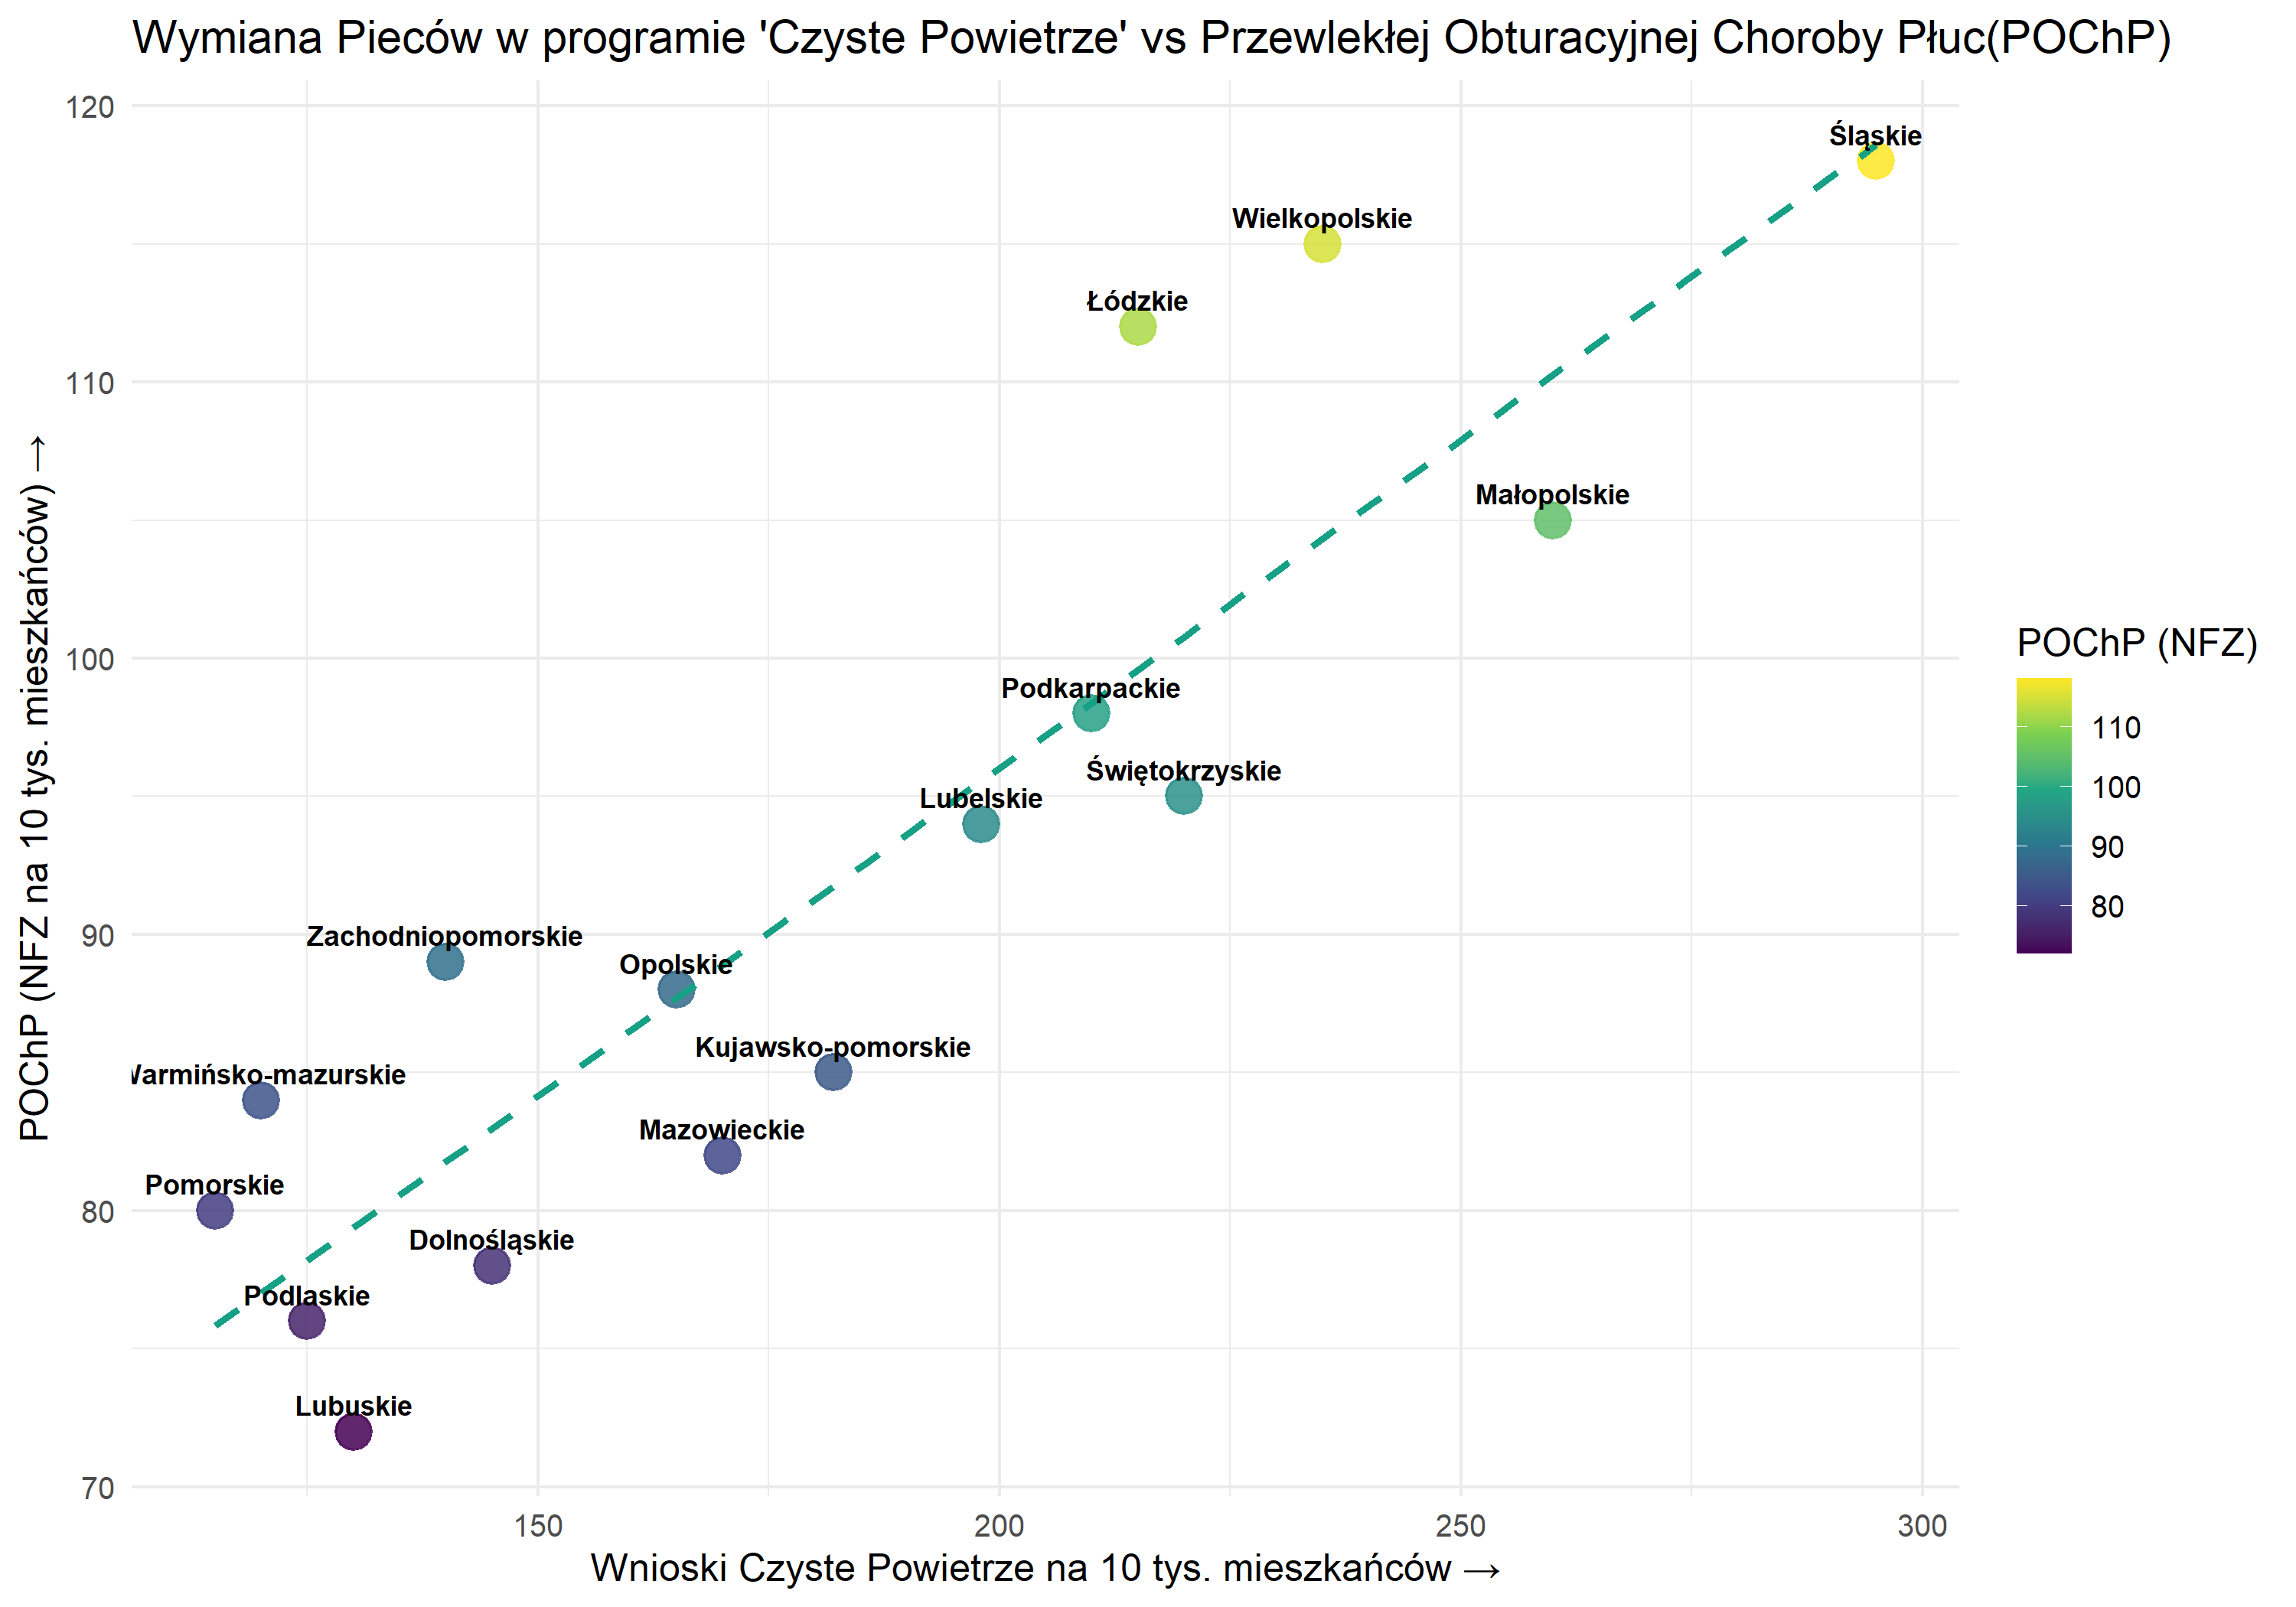 Wymiana Pieców w programie 'Czyste Powietrze' vs Przewlekłej Obturacyjnej Choroby Płuc(POChP)
120
110
100
90
80
70
POChP (NFZ na 10 tys. mieszkańców) →
Śląskie
Wielkopolskie
Łódzkie
Małopolskie
Podkarpackie
Świętokrzyskie
Lubelskie
Zachodniopomorskie
Opolskie
Kujawsko-pomorskie
Warmińsko-mazurskie
Mazowieckie
Pomorskie
Dolnośląskie
Podlaskie
Lubuskie
150
200
250
300
Wnioski Czyste Powietrze na 10 tys. mieszkańców →
POChP (NFZ)
110
100
90
80